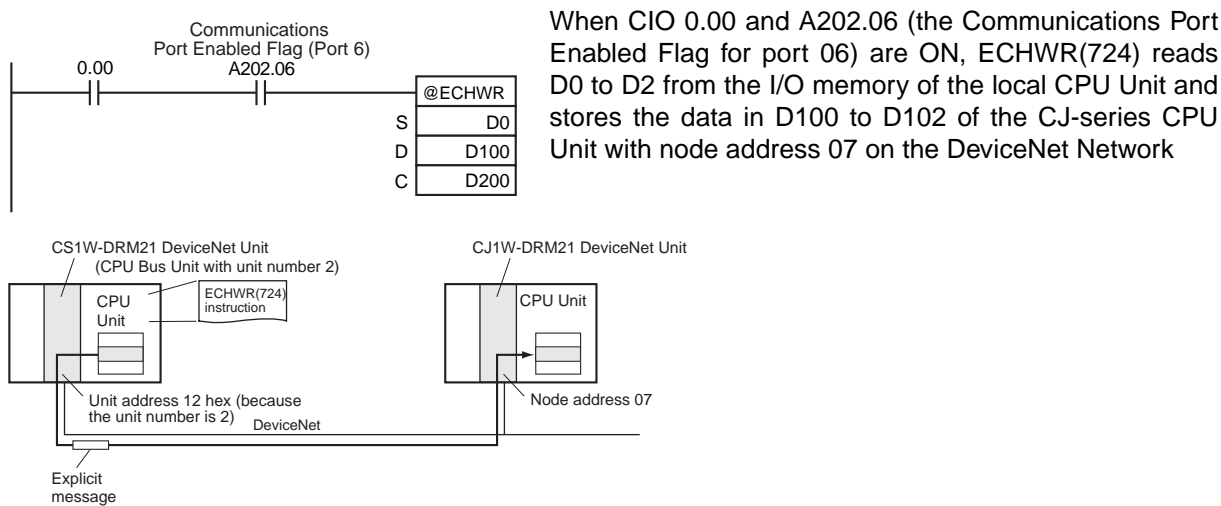 Communications
Port Enabled Flag (Port 6)
0.00
A202.06
@ECHWR
S
D0
D
D100
C
D200
When CIO 0.00 and A202.06 (the Communications Port
Enabled Flag for port 06) are ON, ECHWR(724) reads
D0 to D2 from the I/O memory of the local CPU Unit and
stores the data in D100 to D102 of the CJ-series CPU
Unit with node address 07 on the DeviceNet Network
CS1W-DRM21 DeviceNet Unit
(CPU Bus Unit with unit number 2)
CPU
Unit
ECHWR(724)
instruction
Unit address 12 hex (because
the unit number is 2)
DeviceNet
Explicit
message
CJ1W-DRM21 DeviceNet Unit
CPU Unit
Node address 07